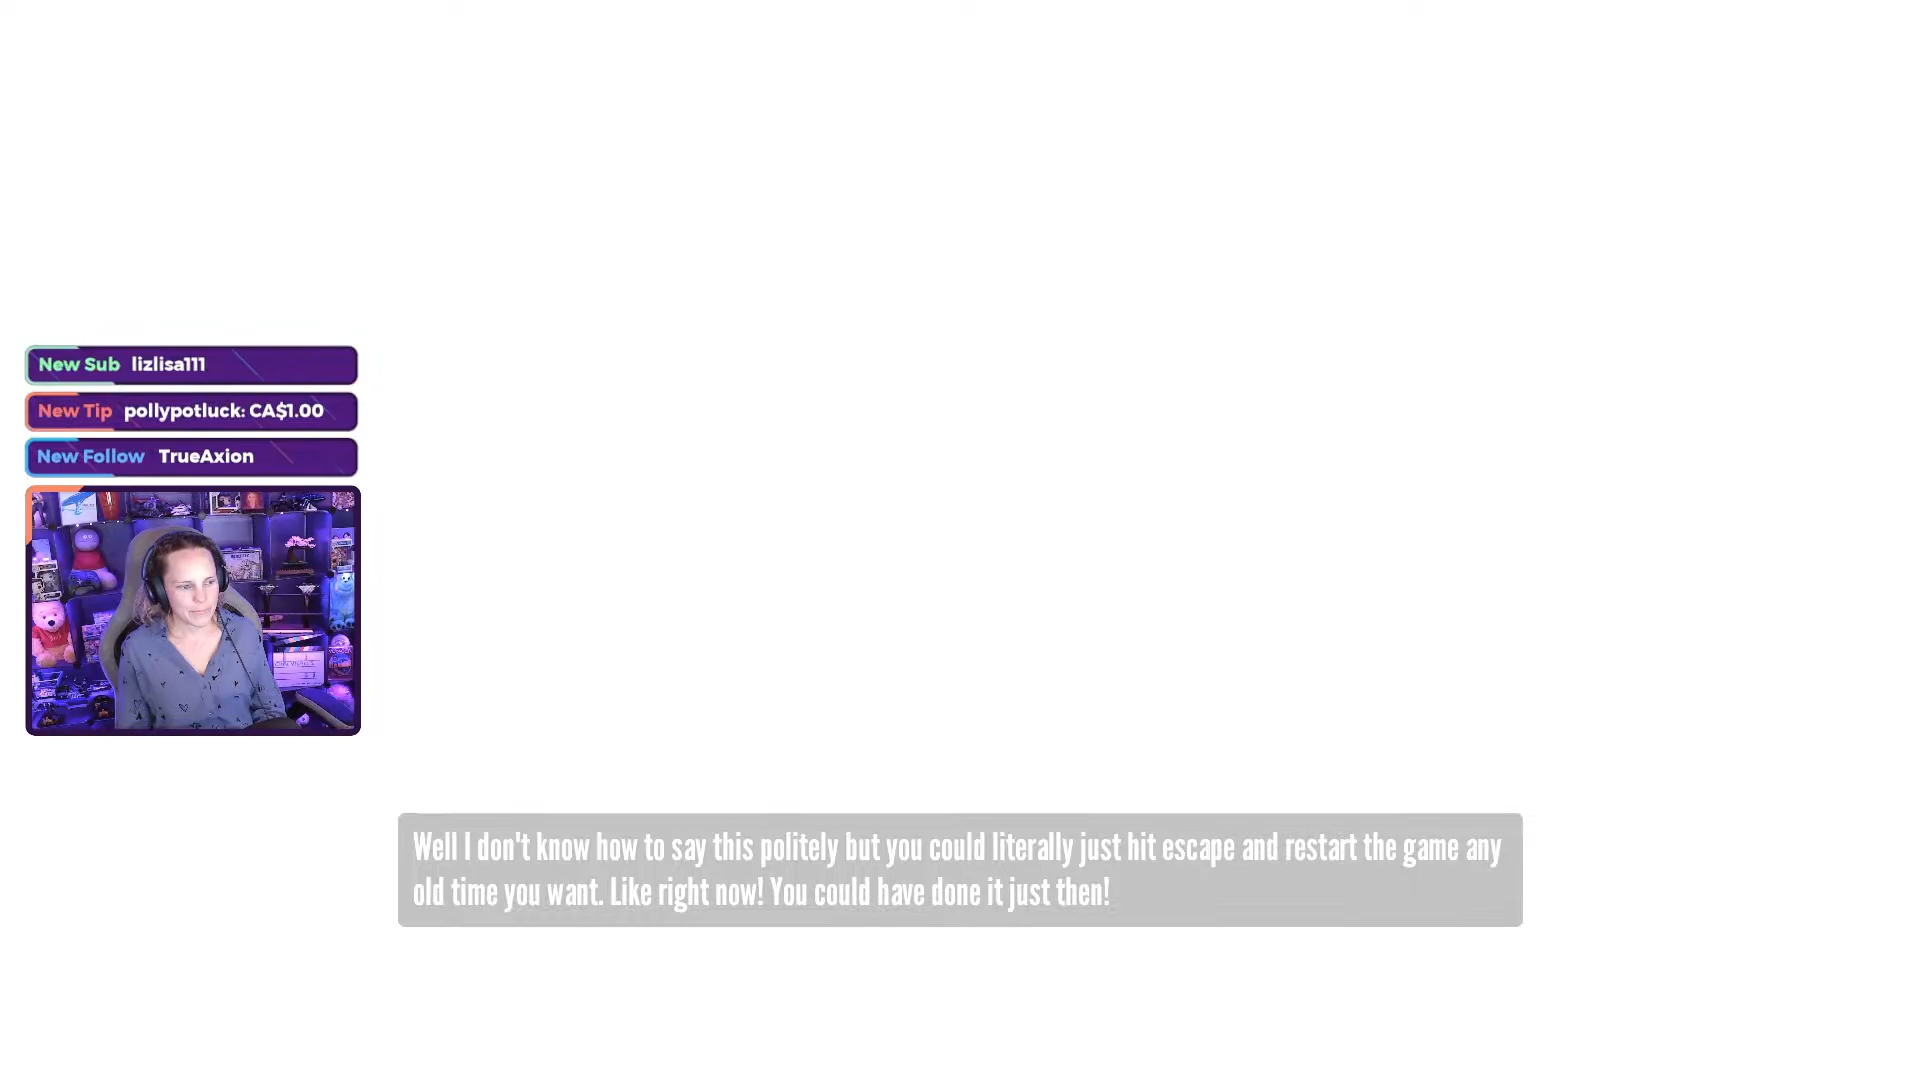 New Sub lizlisa111
New Tip pollypotluck: CA$1.00
New Follow TrueAxion
Well I don't know how to say this politely but you could literally just hit escape and restart the game any
old time you want. Like right now! You could have done it just then!